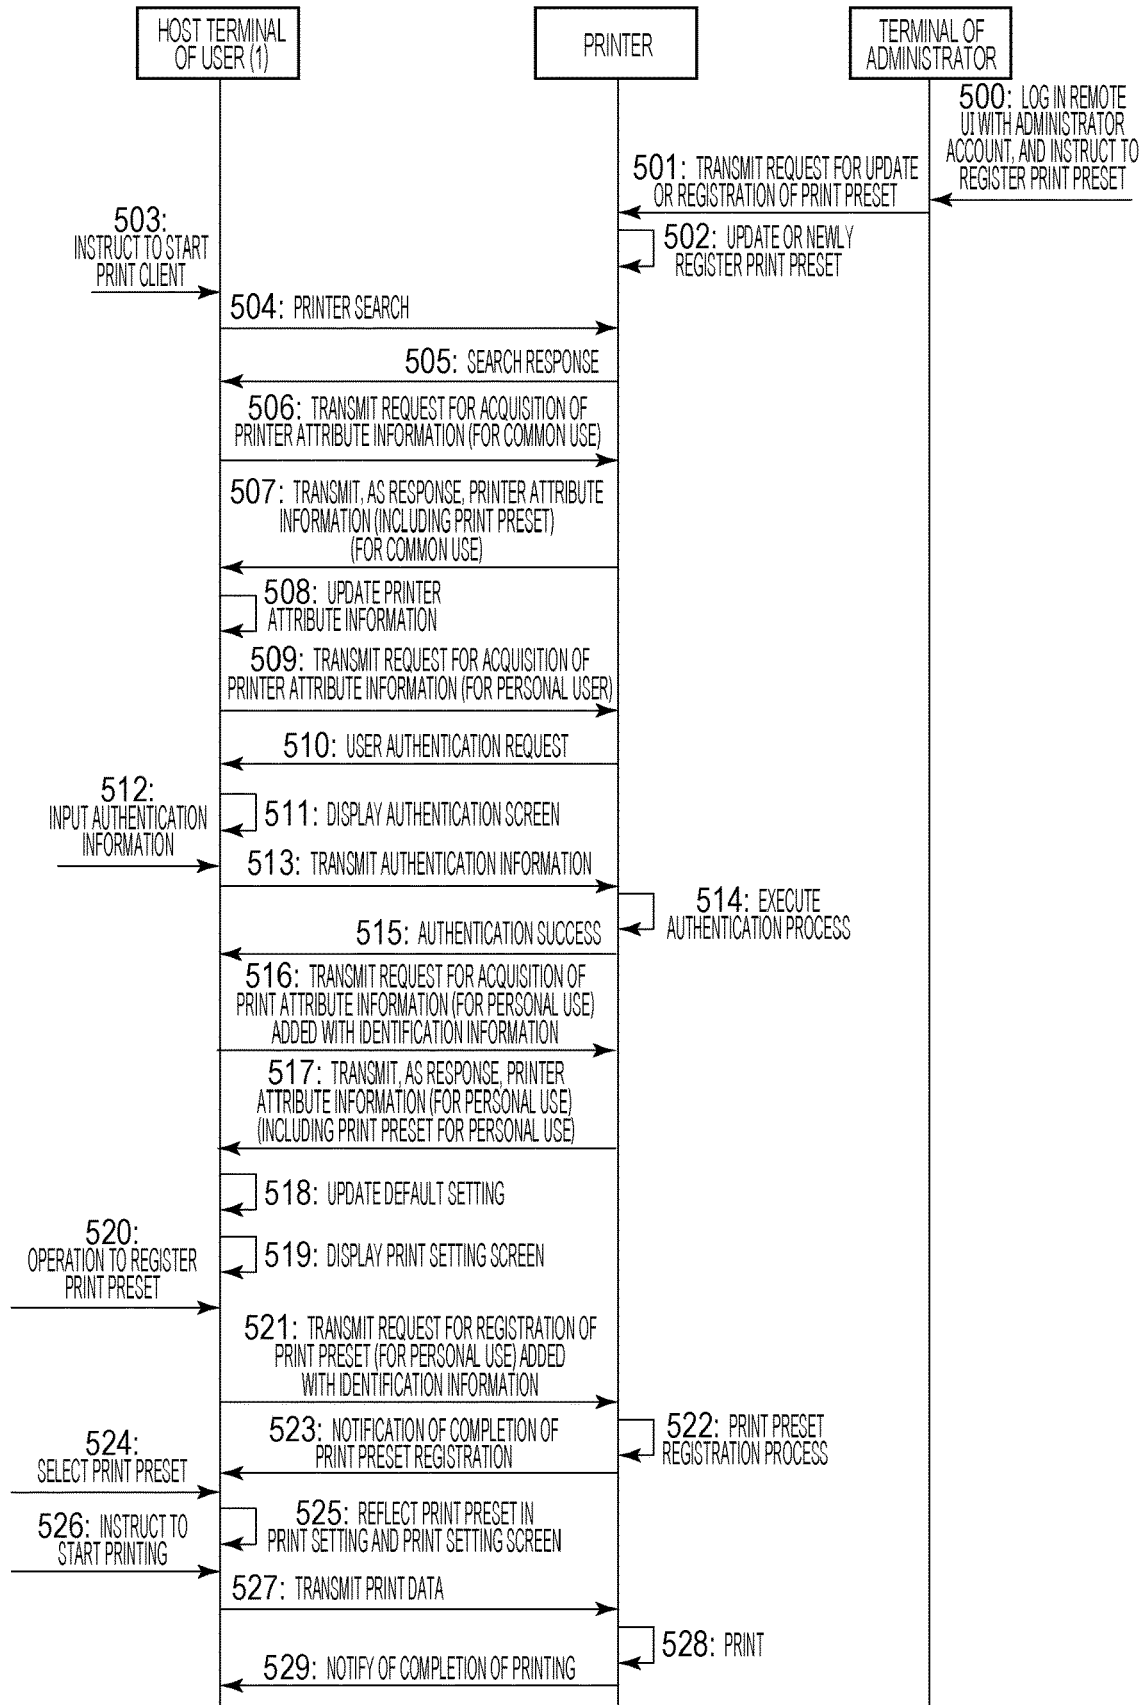 HOST TERMINAL
OF USER (1)
PRINTER
TERMINAL OF
ADMINISTRATOR
500: LOG IN REMOTE
UI WITH ADMINISTRATOR
ACCOUNT, AND INSTRUCT TO
REGISTER PRINT PRESET
501: TRANSMIT REQUEST FOR UPDATE
OR REGISTRATION OF PRINT PRESET
502: UPDATE OR NEWLY
REGISTER PRINT PRESET
503:
INSTRUCT TO START
PRINT CLIENT
504: PRINTER SEARCH
505: SEARCH RESPONSE
506: TRANSMIT REQUEST FOR ACQUISITION OF
PRINTER ATTRIBUTE INFORMATION (FOR COMMON USE)
507: TRANSMIT, AS RESPONSE, PRINTER ATTRIBUTE
INFORMATION (INCLUDING PRINT PRESET)
(FOR COMMON USE)
508: UPDATE PRINTER
ATTRIBUTE INFORMATION
509: TRANSMIT REQUEST FOR ACQUISITION OF
PRINTER ATTRIBUTE INFORMATION (FOR PERSONAL USER)
510: USER AUTHENTICATION REQUEST
511: DISPLAY AUTHENTICATION SCREEN
512:
INPUT AUTHENTICATION
INFORMATION
513: TRANSMIT AUTHENTICATION INFORMATION
514: EXECUTE
AUTHENTICATION PROCESS
515: AUTHENTICATION SUCCESS
516: TRANSMIT REQUEST FOR ACQUISITION OF
PRINT ATTRIBUTE INFORMATION (FOR PERSONAL USE)
ADDED WITH IDENTIFICATION INFORMATION
517: TRANSMIT, AS RESPONSE, PRINTER
ATTRIBUTE INFORMATION (FOR PERSONAL USE)
(INCLUDING PRINT PRESET FOR PERSONAL USE)
518: UPDATE DEFAULT SETTING
519: DISPLAY PRINT SETTING SCREEN
520:
OPERATION TO REGISTER
PRINT PRESET
521: TRANSMIT REQUEST FOR REGISTRATION OF
PRINT PRESET (FOR PERSONAL USE) ADDED
WITH IDENTIFICATION INFORMATION
522: PRINT PRESET
REGISTRATION PROCESS
523: NOTIFICATION OF COMPLETION OF
PRINT PRESET REGISTRATION
524:
SELECT PRINT PRESET
525: REFLECT PRINT PRESET IN
PRINT SETTING AND PRINT SETTING SCREEN
526: INSTRUCT TO
START PRINTING
527: TRANSMIT PRINT DATA
528: PRINT
529: NOTIFY OF COMPLETION OF PRINTING